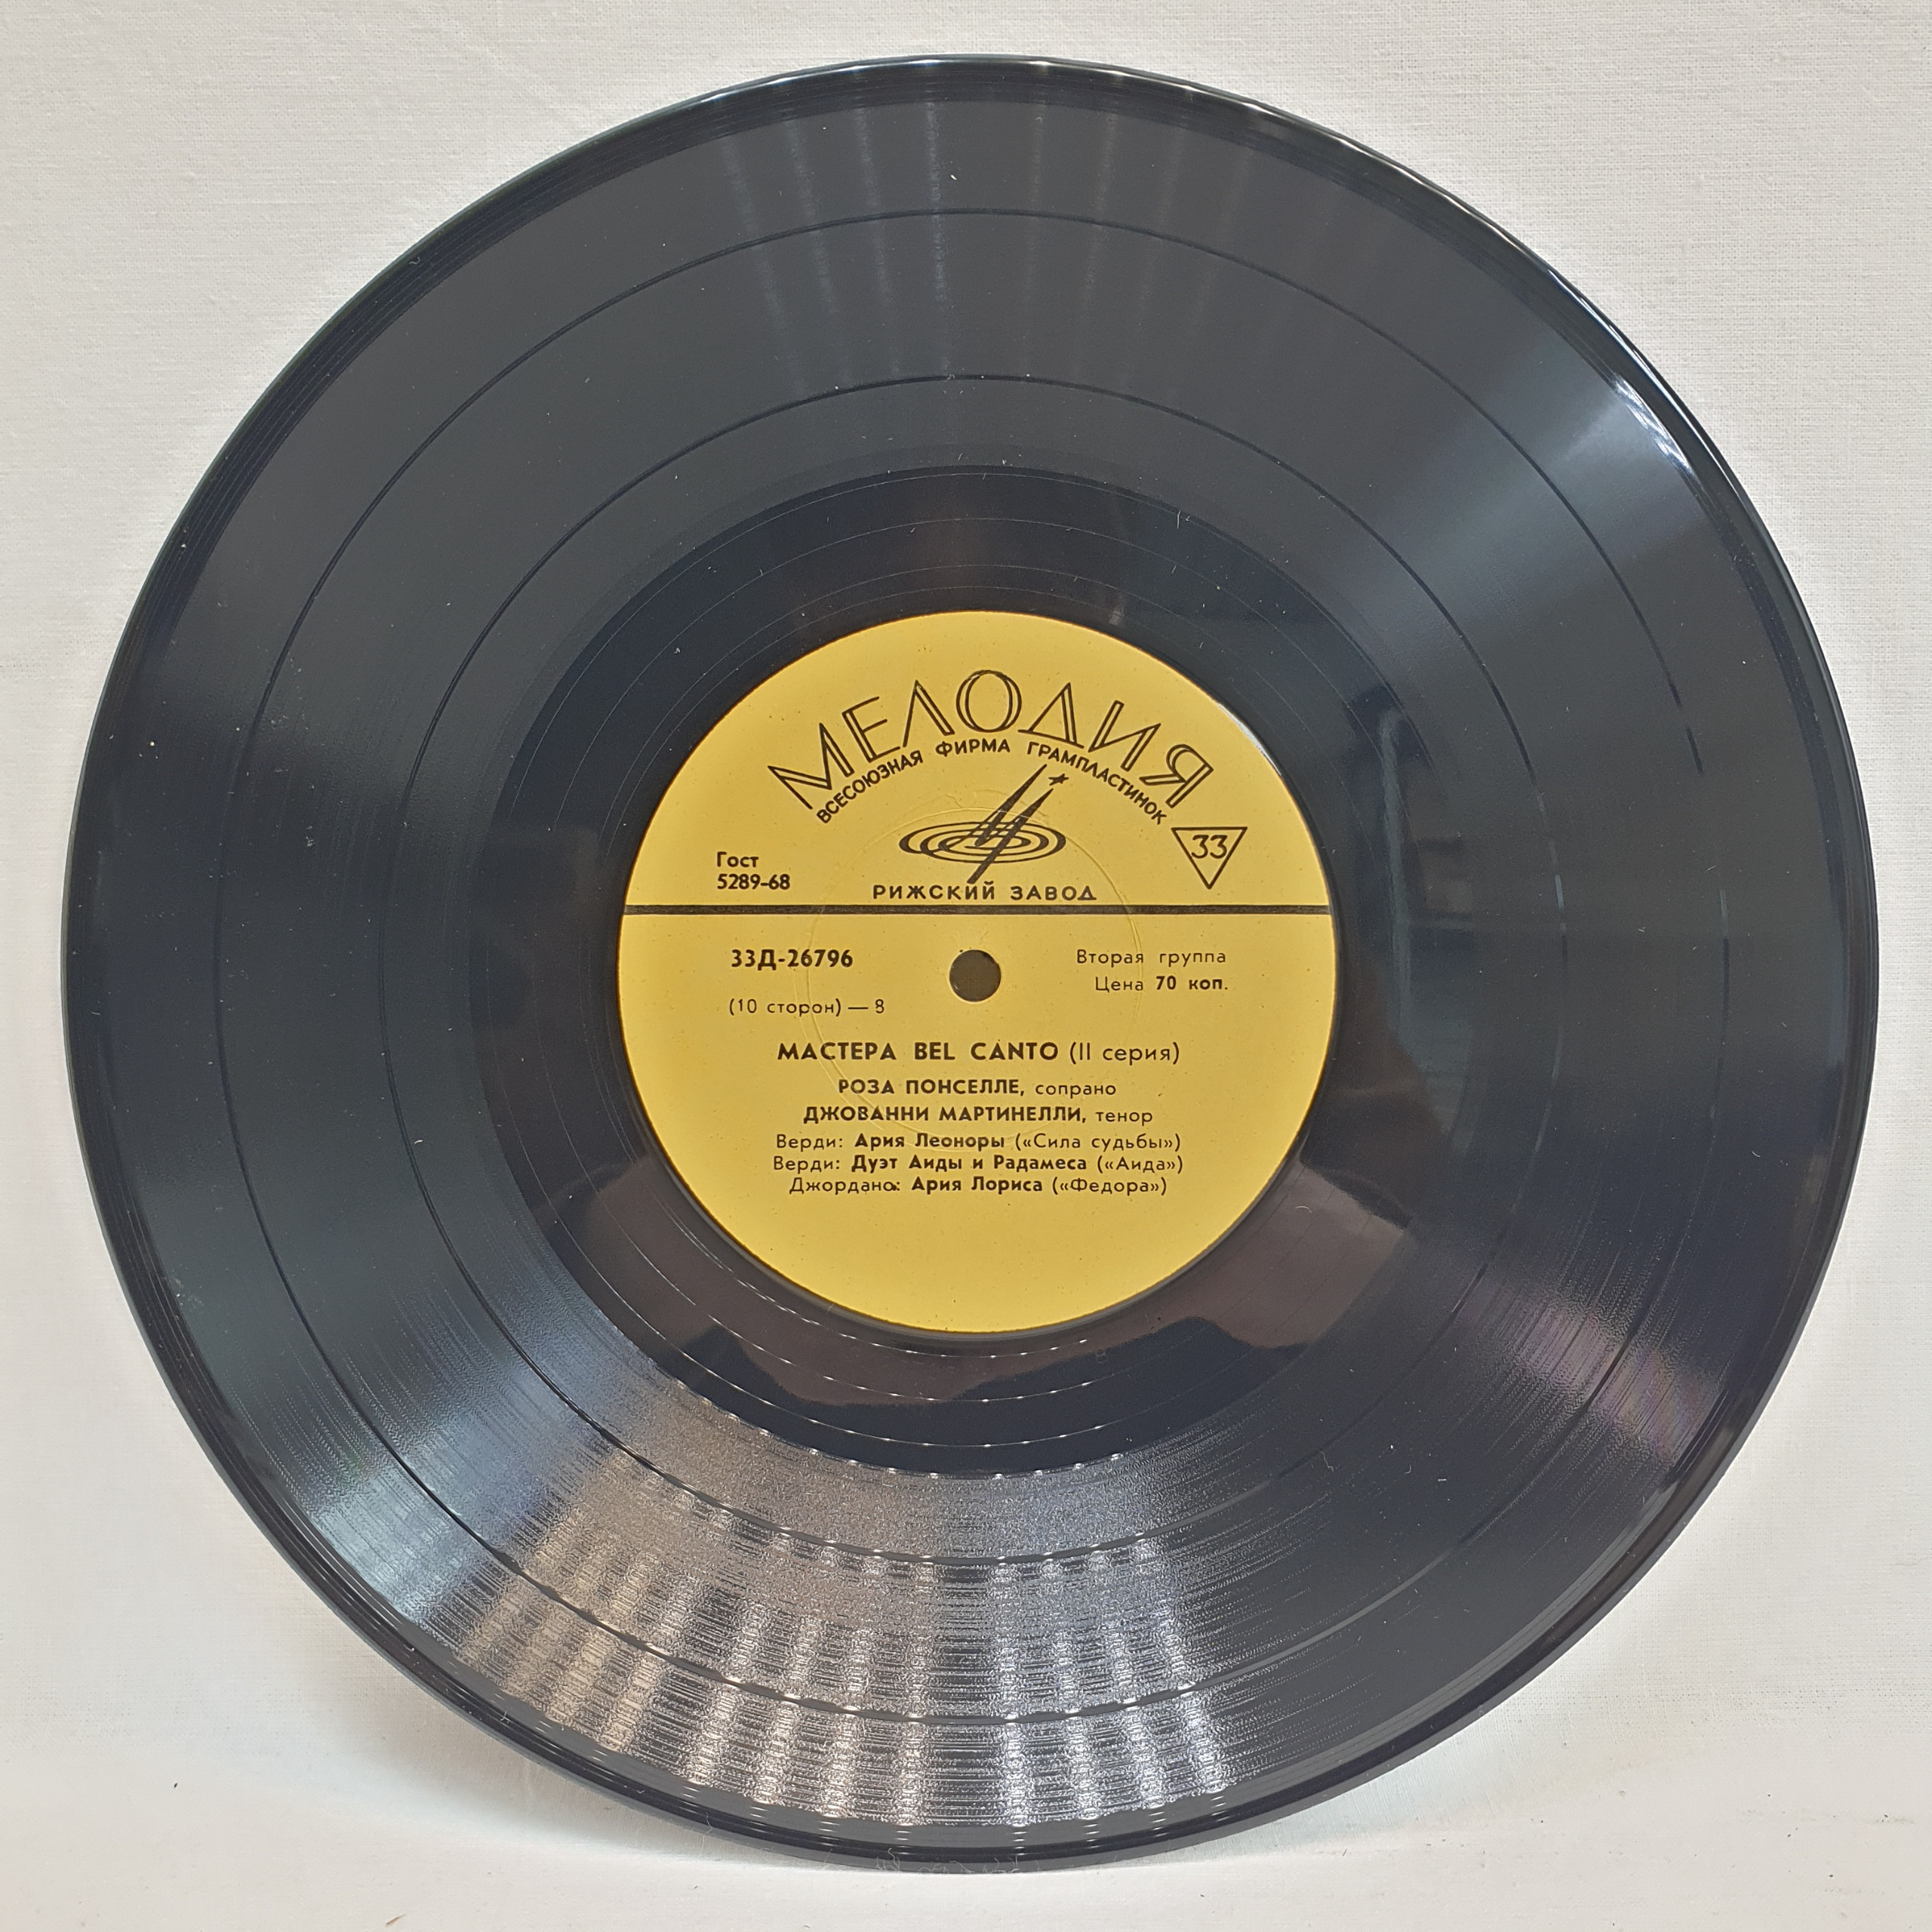 МЕЛОДИЯ
ВСЕСОЮЗНАЯ ФИРМА ГРАМПЛАСТИНОК
33
Гост
5289-68
РИЖСКИЙ ЗАВОД
33Д-26796
Вторая группа
Цена 70 коп.
(10 сторон) — 8
МАСТЕРА BEL CANTO (II серия)
РОЗА ПОНСЕЛЛЕ, сопрано
ДЖОВАННИ МАРТИНЕЛЛИ, тенор
Верди: Ария Леоноры («Сила судьбы»)
Верди: Дуэт Аиды и Радамеса («Аида»)
Джордано: Ария Лориса («Федора»)